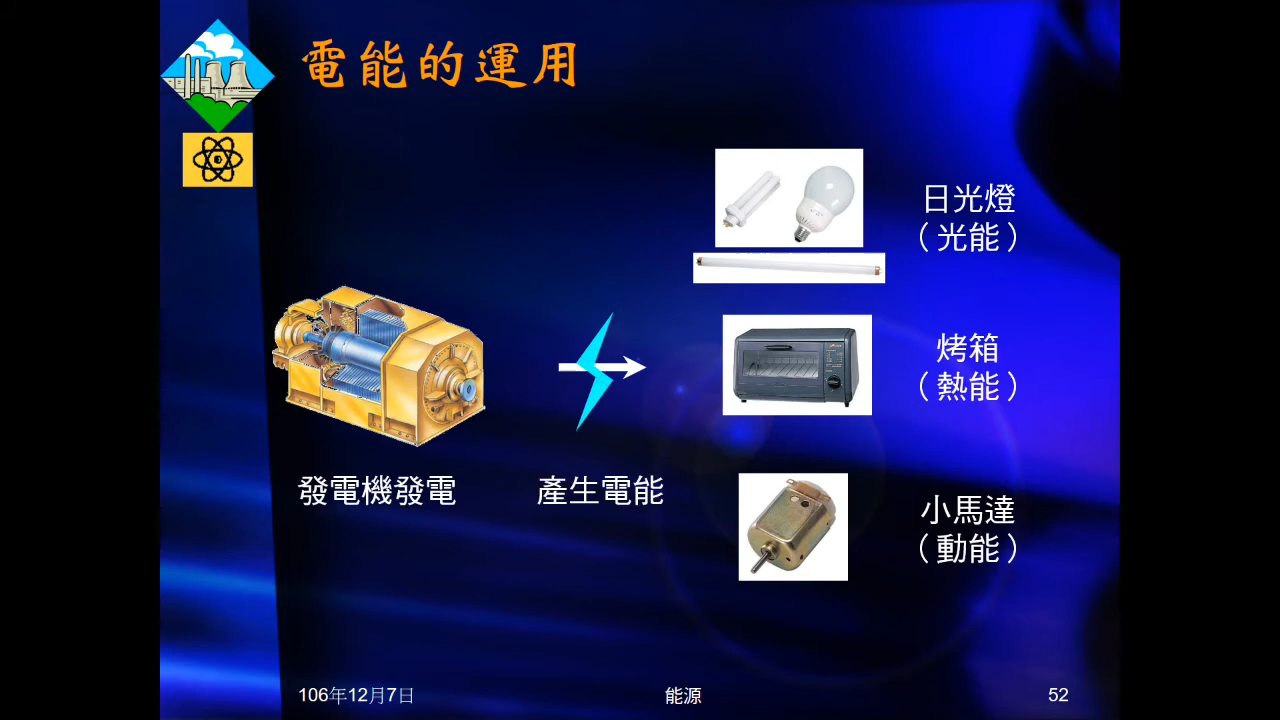 電能的運用
日光燈
（光能）
烤箱
（熱能）
發電機發電
產生電能
小馬達
（動能）
106年12月7日
能源
52